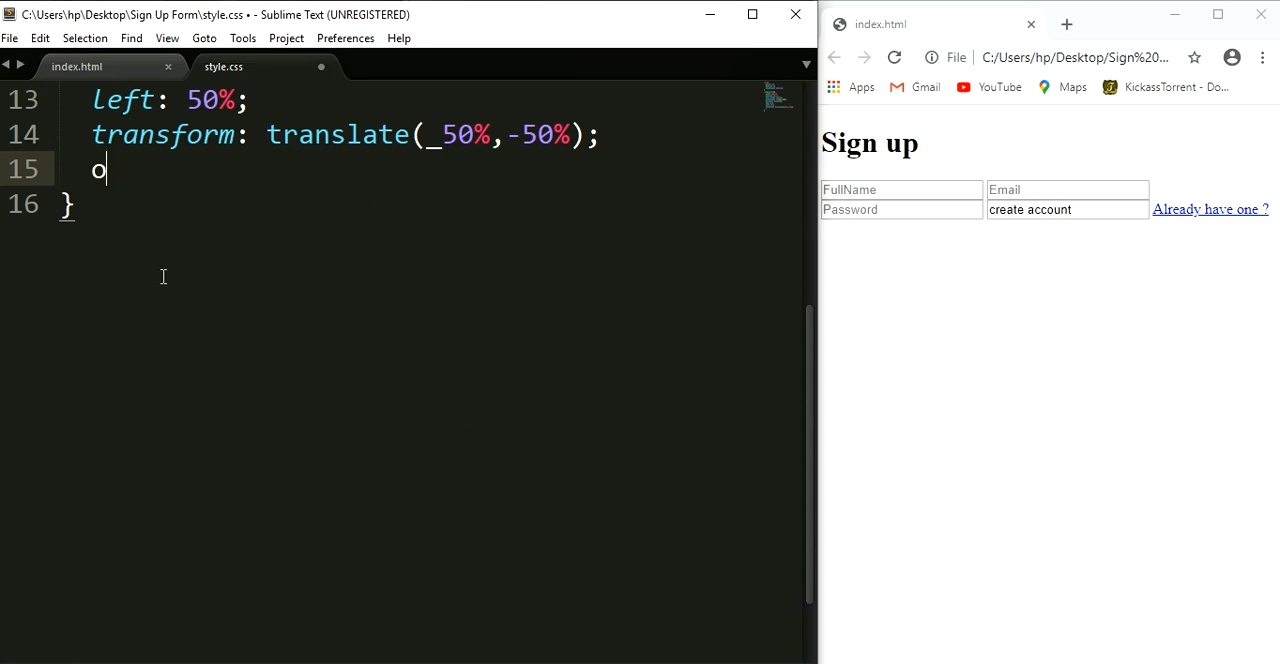 C:\Users\hp\Desktop\Sign Up Form\style.css • - Sublime Text (UNREGISTERED)
File Edit Selection Find View Goto Tools Project Preferences Help
index.html × style.css
13 left: 50%;
14 transform: translate(_50%,-50%);
15 o
16 }
index.html
File C:/Users/hp/Desktop/Sign%20...
Apps Gmail YouTube Maps KickassTorrent - Do...
Sign up
FullName Email
Password create account Already have one ?